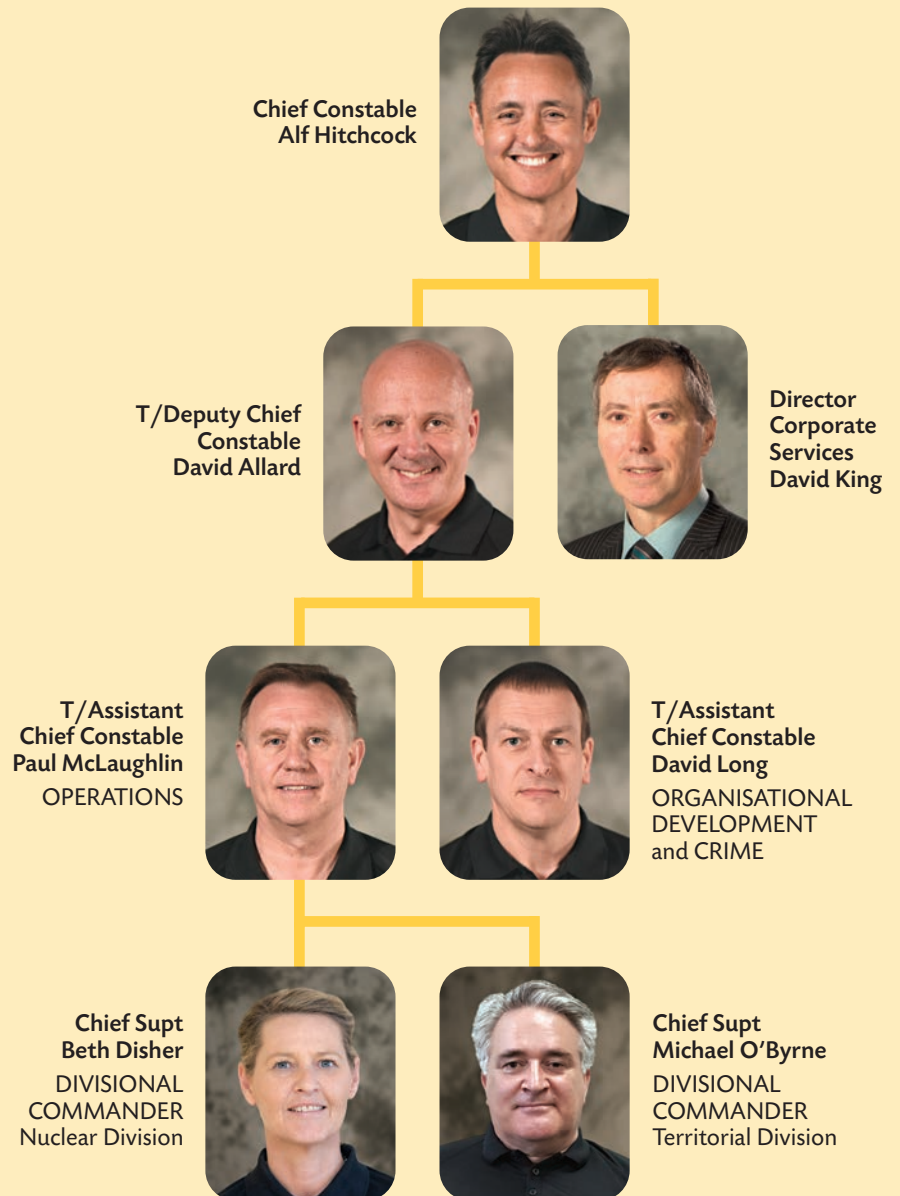 Chief Constable
Alf Hitchcock
T/Deputy Chief
Constable
David Allard
Director
Corporate
Services
David King
T/Assistant
Chief Constable
Paul McLaughlin
OPERATIONS
T/Assistant
Chief Constable
David Long
ORGANISATIONAL
DEVELOPMENT
and CRIME
Chief Supt
Beth Disher
DIVISIONAL
COMMANDER
Nuclear Division
Chief Supt
Michael O’Byrne
DIVISIONAL
COMMANDER
Territorial Division